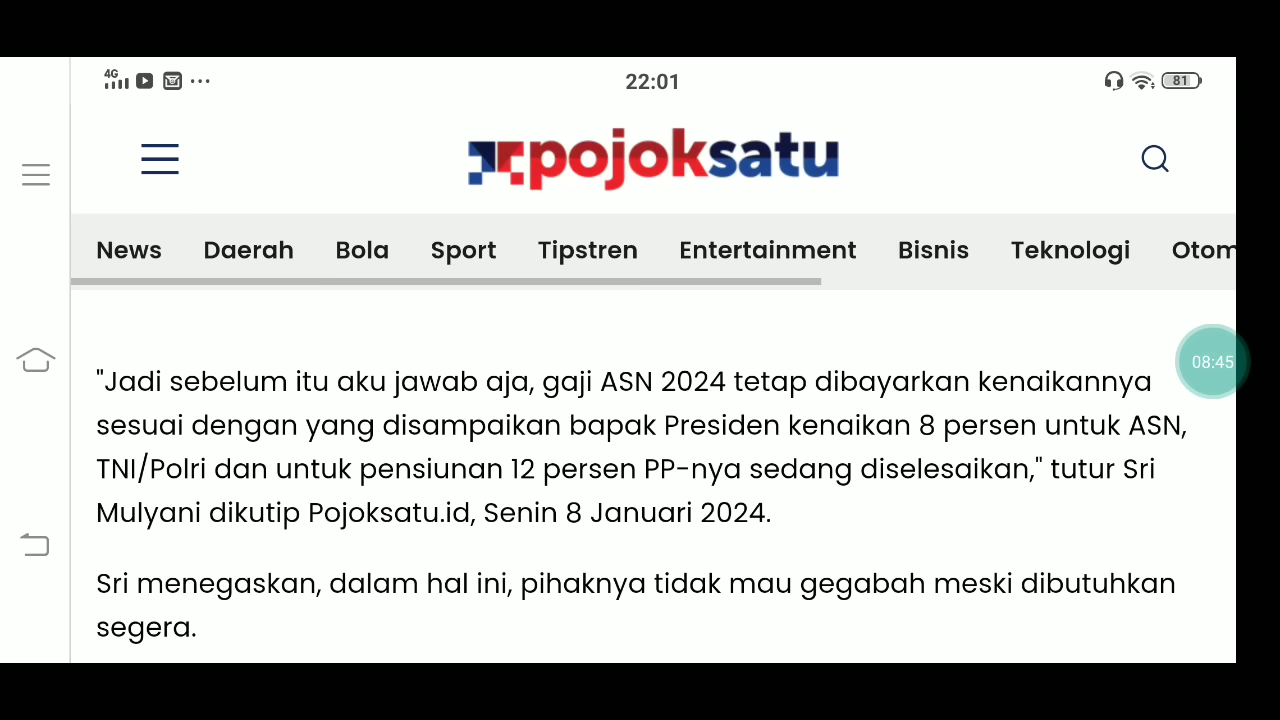 4G
22:01
81
pojoksatu
News Daerah Bola Sport Tipstren Entertainment Bisnis Teknologi Otom
08:45
"Jadi sebelum itu aku jawab aja, gaji ASN 2024 tetap dibayarkan kenaikannya
sesuai dengan yang disampaikan bapak Presiden kenaikan 8 persen untuk ASN,
TNI/Polri dan untuk pensiunan 12 persen PP-nya sedang diselesaikan," tutur Sri
Mulyani dikutip Pojoksatu.id, Senin 8 Januari 2024.
Sri menegaskan, dalam hal ini, pihaknya tidak mau gegabah meski dibutuhkan
segera.